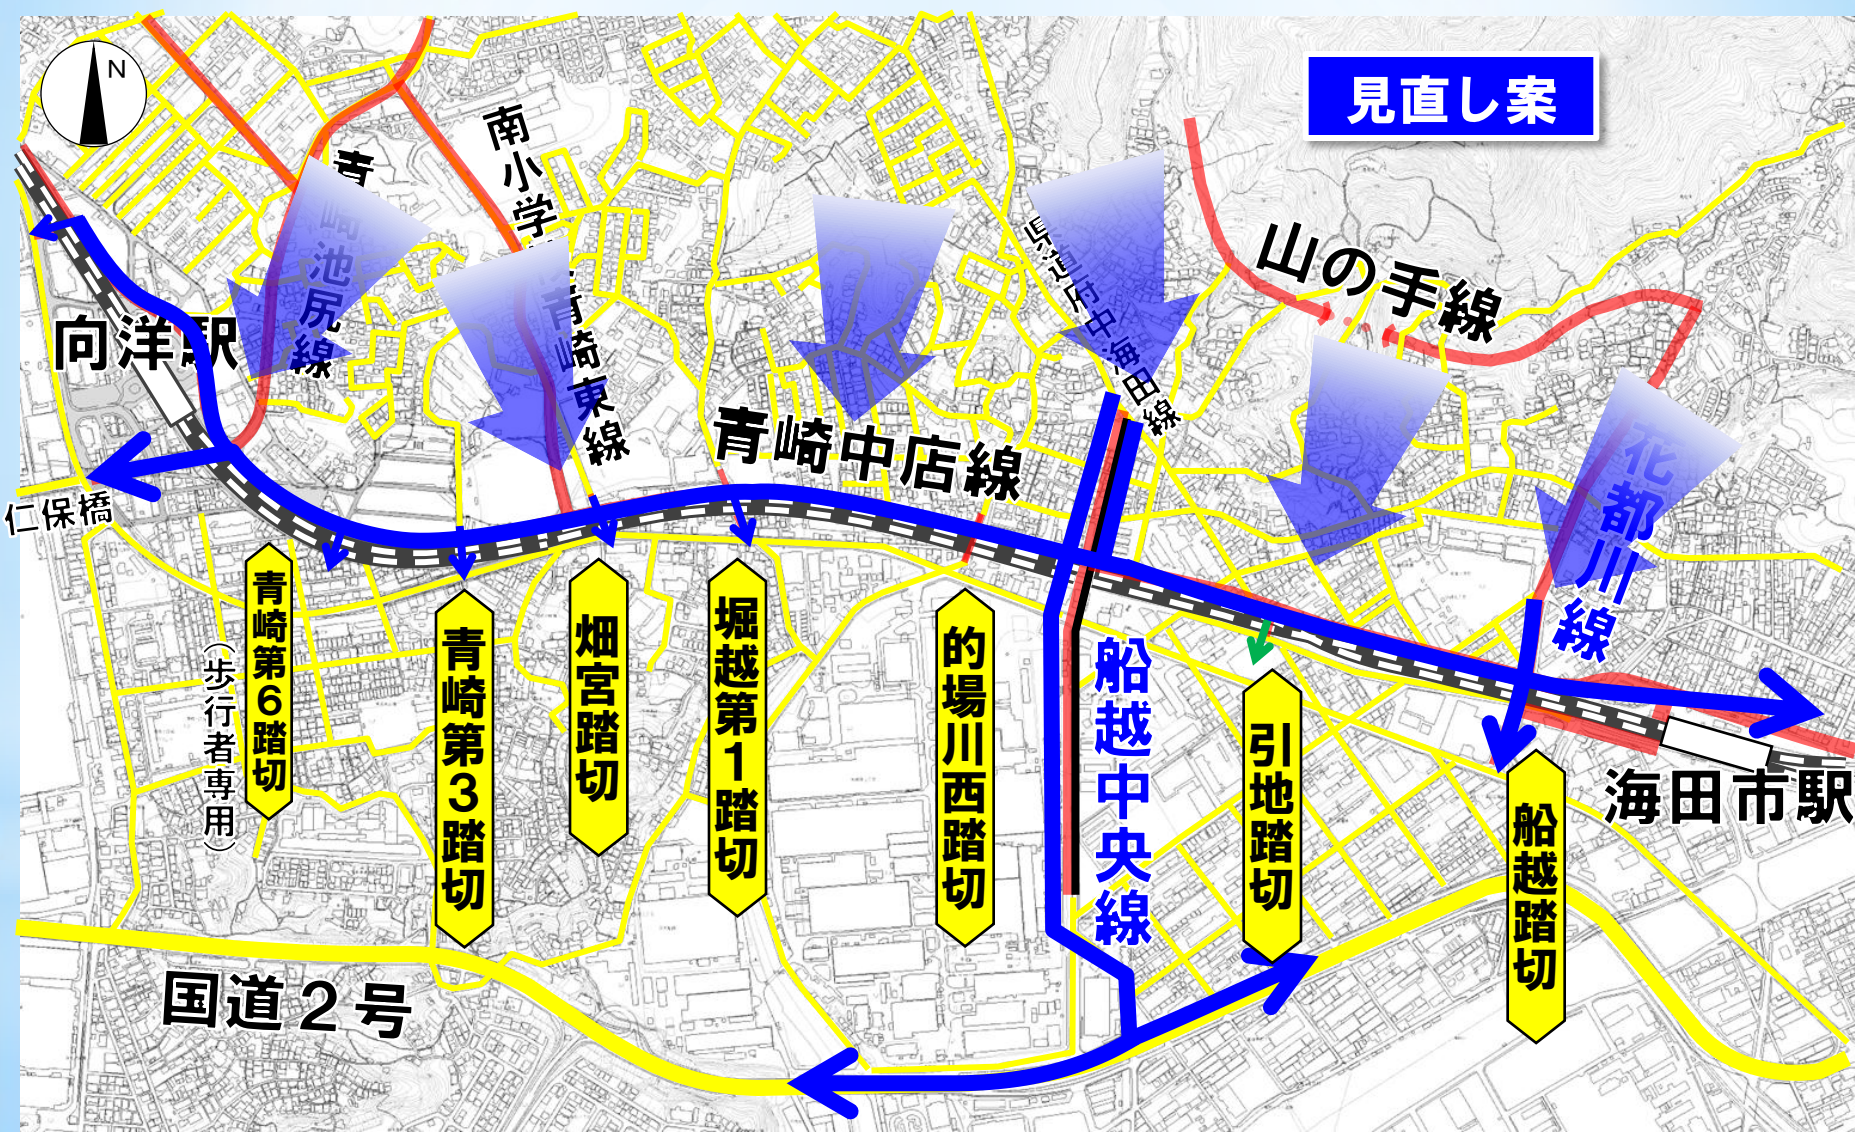 見直し案
N
青崎池尻線
南小学校青崎東線
県道府中海田線
山の手線
向洋駅
青崎中店線
花都川線
仁保橋
青崎第6踏切
（歩行者専用）
青崎第3踏切
畑宮踏切
堀越第1踏切
的場川西踏切
船越中央線
引地踏切
船越踏切
海田市駅
国道2号